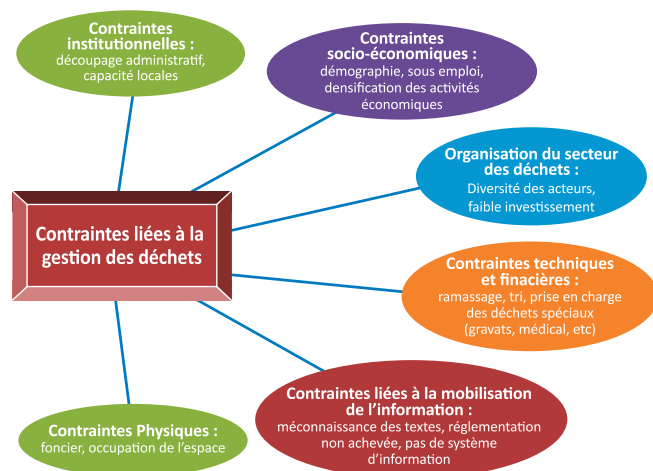 Contraintes
institutionnelles :
découpage administratif,
capacité locales
Contraintes
socio-économiques :
démographie, sous emploi,
densification des activités
économiques
Organisation du secteur
des déchets :
Diversité des acteurs,
faible investissement
Contraintes liées à la
gestion des déchets
Contraintes techniques
et finacières :
ramassage, tri, prise en charge
des déchets spéciaux
(gravats, médical, etc)
Contraintes liées à la mobilisation
de l’information :
méconnaissance des textes, réglementation
non achevée, pas de système
d’information
Contraintes Physiques :
foncier, occupation de l’espace